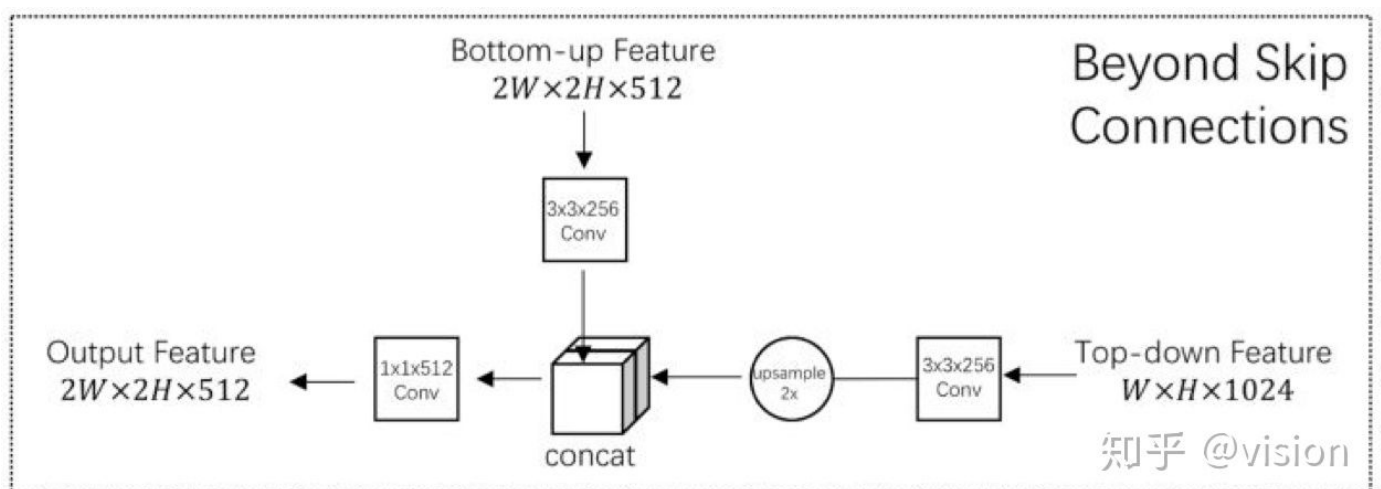 Bottom-up Feature
2W×2H×512
Beyond Skip
Connections
3x3x256
Conv
Output Feature
2W×2H×512
1x1x512
Conv
concat
upsample
2x
3x3x256
Conv
Top-down Feature
W×H×1024
知乎 @vision